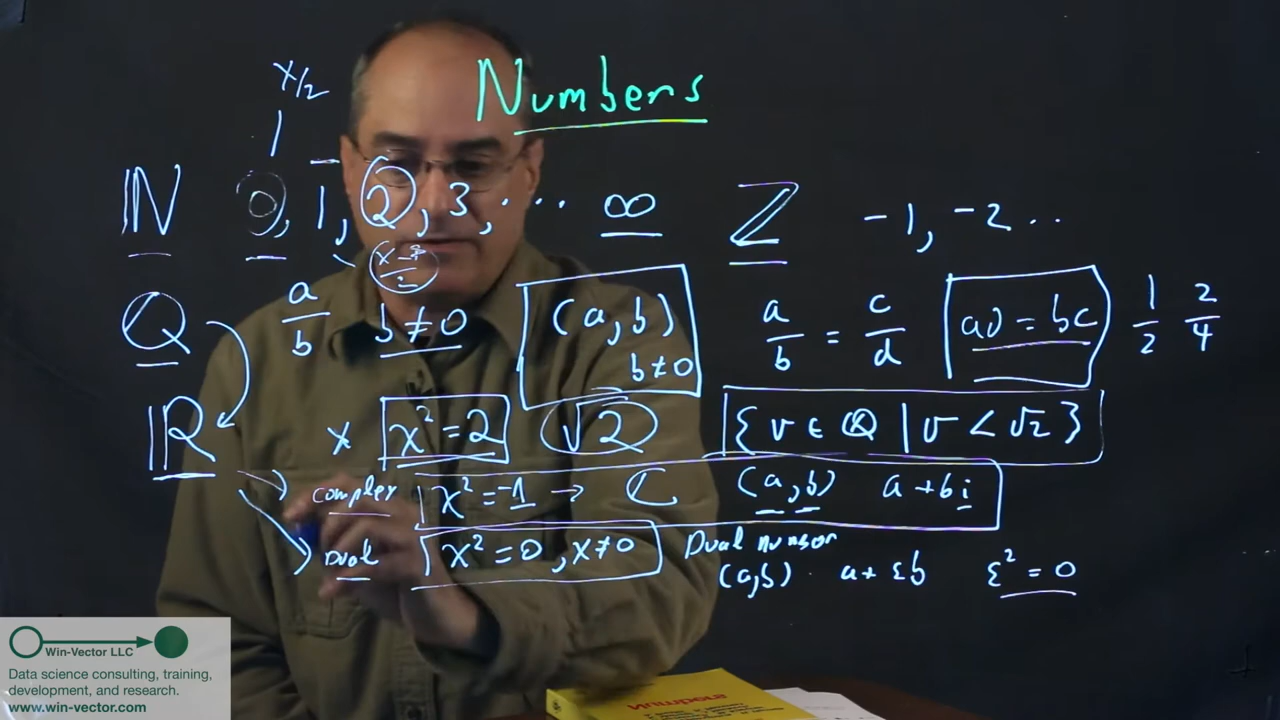 Numbers
x/2
1
ℕ 0, 1, 2, 3, ... ∞ ℤ -1, -2 ..
ℚ a/b b ≠ 0 (a, b) b ≠ 0 a/b = c/d ad = bc 1/2 2/4
ℝ x x² = 2 √2 {v ∈ ℚ | v < √2}
complex x² = -1 → ℂ (a, b) a + bi
Dual x² = 0, x ≠ 0 Dual number
(a,b) · a + εb ε² = 0
Win-Vector LLC
Data science consulting, training,
development, and research.
www.win-vector.com
Numbers